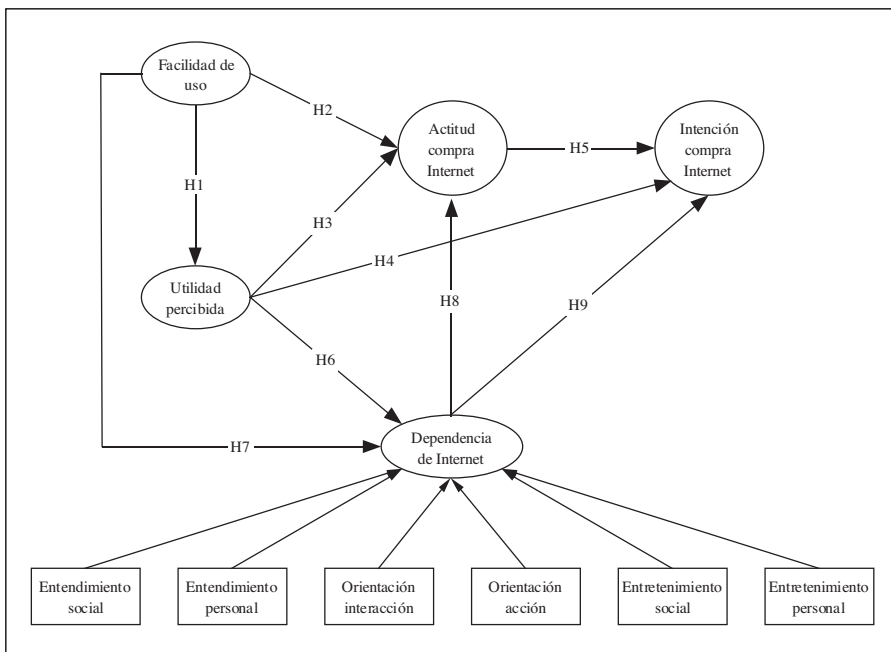 Facilidad de
uso
H2
Actitud
compra
Internet
H5
Intención
compra
Internet
H1
H3
H4
Utilidad
percibida
H8
H9
H6
H7
Dependencia
de Internet
Entendimiento
social
Entendimiento
personal
Orientación
interacción
Orientación
acción
Entretenimiento
social
Entretenimiento
personal